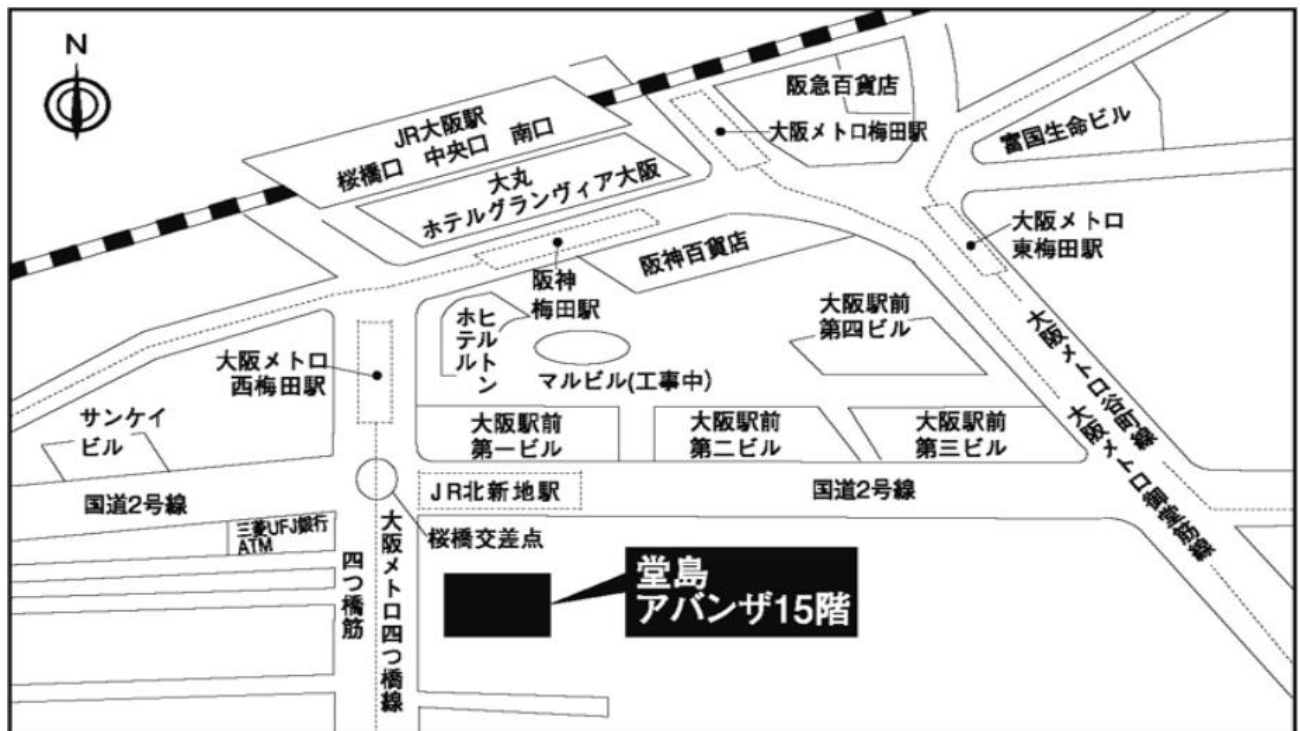 N
JR大阪駅
桜橋口 中央口 南口
大丸
ホテルグランヴィア大阪
阪急百貨店
大阪メトロ梅田駅
富国生命ビル
大阪メトロ
東梅田駅
阪神百貨店
阪神
梅田駅
ヒルトン
ホテル
マルビル(工事中)
大阪駅前
第四ビル
大阪メトロ
西梅田駅
サンケイ
ビル
大阪駅前
第一ビル
大阪駅前
第二ビル
大阪駅前
第三ビル
大阪メトロ谷町線
大阪メトロ御堂筋線
国道2号線
JR北新地駅
国道2号線
三菱UFJ銀行
ATM
桜橋交差点
四つ橋筋
大阪メトロ四つ橋線
堂島
アバンザ15階